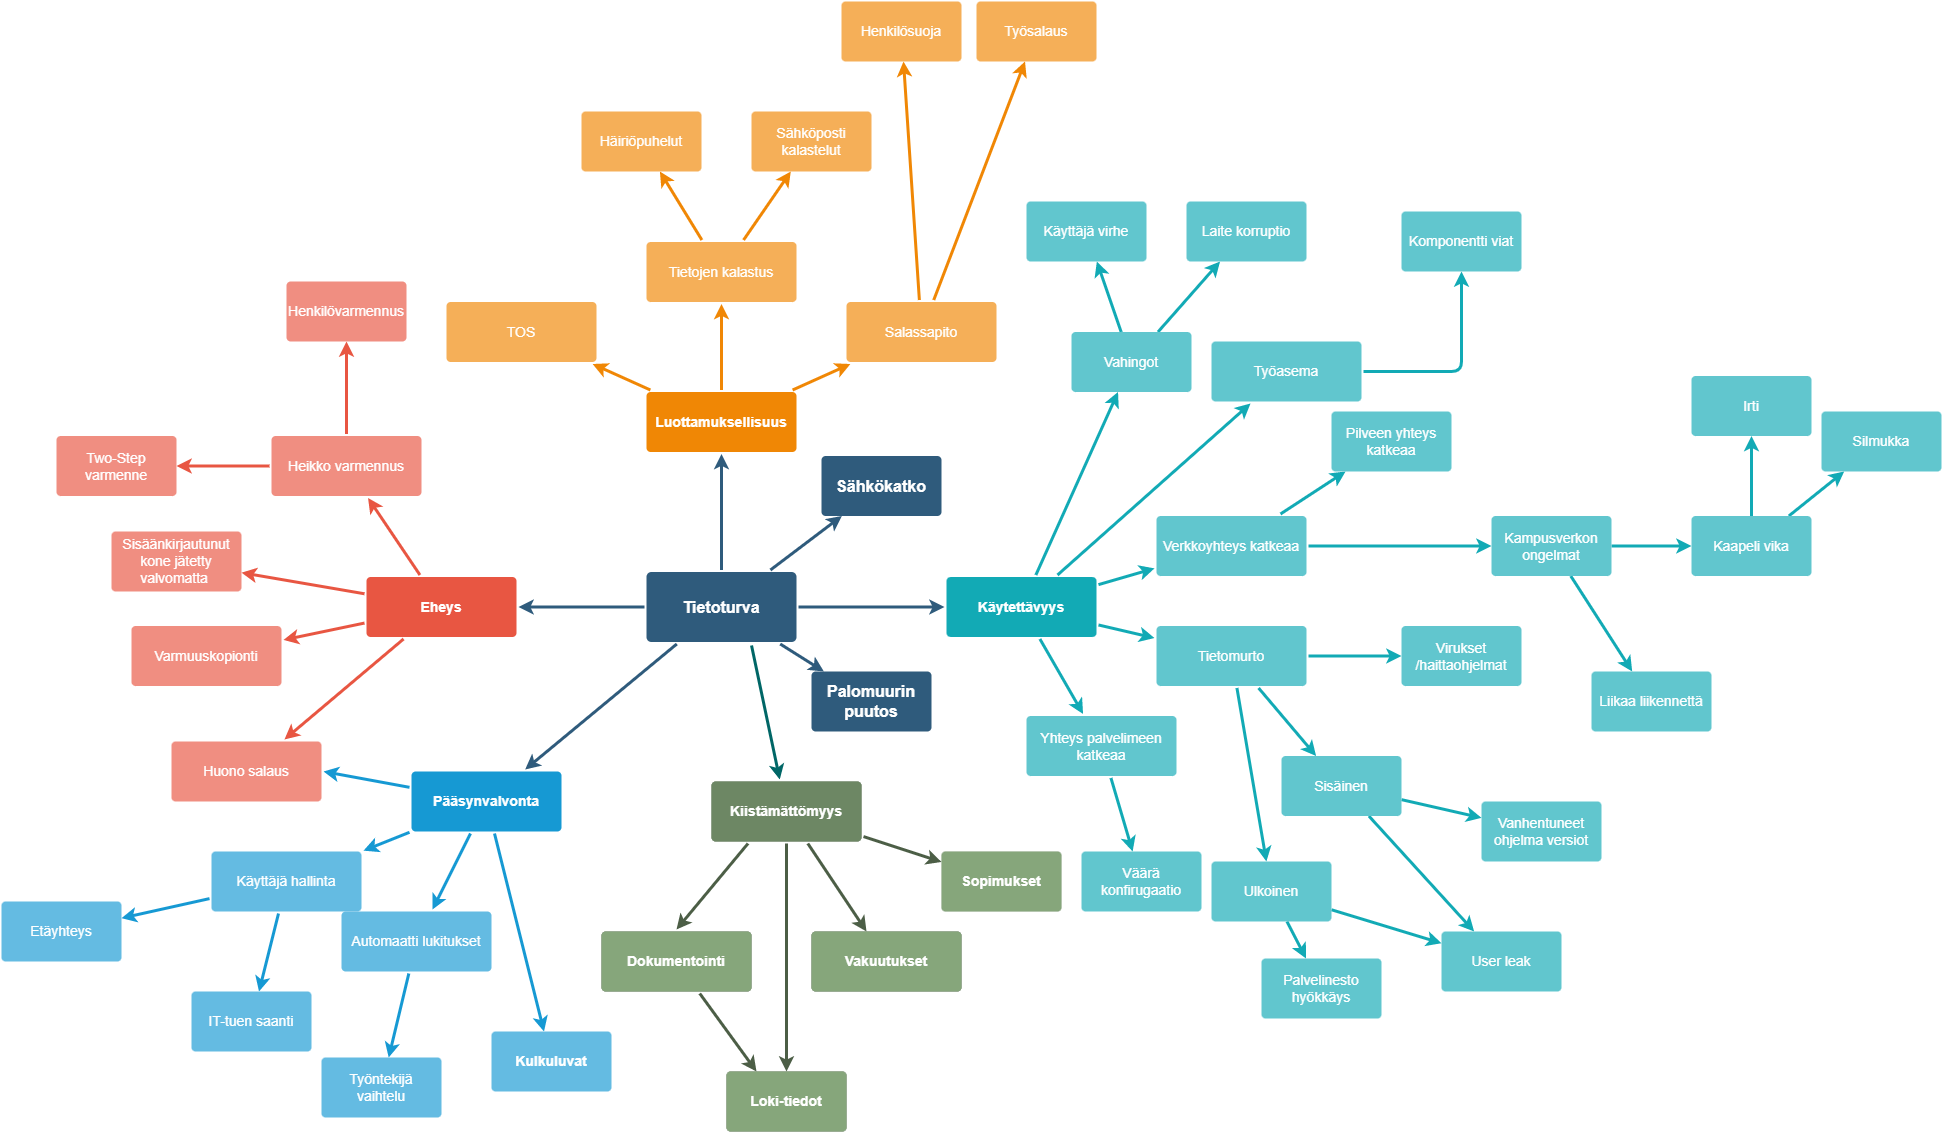 Henkilösuoja
Työsalaus
Häiriöpuhelut
Sähköposti
kalastelut
Käyttäjä virhe
Laite korruptio
Komponentti viat
Tietojen kalastus
Henkilövarmennus
TOS
Salassapito
Vahingot
Työasema
Irti
Luottamuksellisuus
Pilveen yhteys
katkeaa
Silmukka
Two-Step
varmenne
Heikko varmennus
Sähkökatko
Verkkoyhteys katkeaa
Kampusverkon
ongelmat
Kaapeli vika
Sisäänkirjautunut
kone jätetty
valvomatta
Eheys
Tietoturva
Käytettävyys
Varmuuskopionti
Tietomurto
Virukset
/haittaohjelmat
Palomuurin
puutos
Liikaa liikennettä
Yhteys palvelimeen
katkeaa
Huono salaus
Pääsynvalvonta
Kiistämättömyys
Sisäinen
Vanhentuneet
ohjelma versiot
Käyttäjä hallinta
Sopimukset
Väärä
konfirugaatio
Ulkoinen
Etäyhteys
Automaatti lukitukset
Dokumentointi
Vakuutukset
User leak
Palvelinesto
hyökkäys
IT-tuen saanti
Kulkuluvat
Työntekijä
vaihtelu
Loki-tiedot